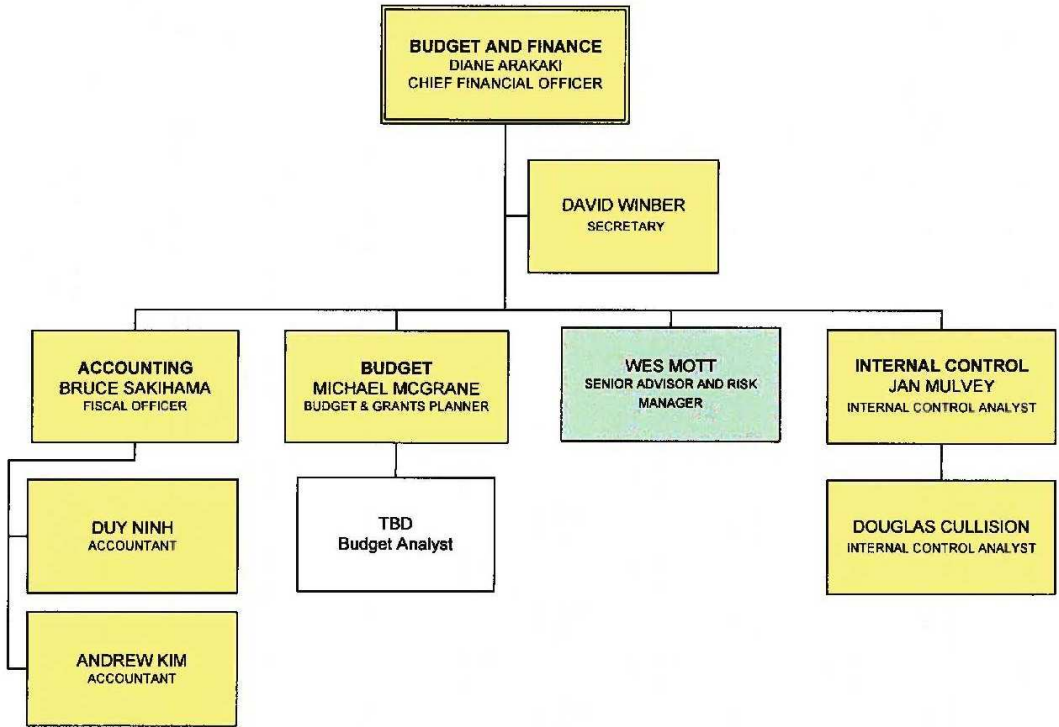 BUDGET AND FINANCE
DIANE ARAKAKI
CHIEF FINANCIAL OFFICER
DAVID WINBER
SECRETARY
ACCOUNTING
BRUCE SAKIHAMA
FISCAL OFFICER
BUDGET
MICHAEL MCGRANE
BUDGET & GRANTS PLANNER
WES MOTT
SENIOR ADVISOR AND RISK
MANAGER
INTERNAL CONTROL
JAN MULVEY
INTERNAL CONTROL ANALYST
DUY NINH
ACCOUNTANT
TBD
Budget Analyst
DOUGLAS CULLISION
INTERNAL CONTROL ANALYST
ANDREW KIM
ACCOUNTANT